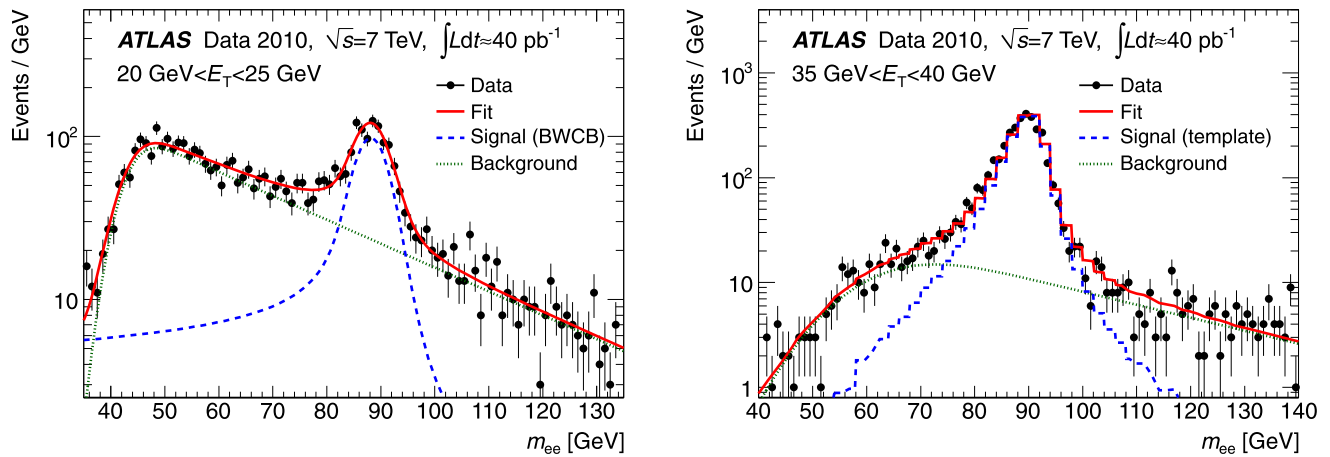 Events / GeV
ATLAS Data 2010, √s=7 TeV, ∫Ldt≈40 pb⁻¹
20 GeV<E_T<25 GeV
Data
Fit
Signal (BWCB)
Background
10²
10
40 50 60 70 80 90 100 110 120 130
m_ee [GeV]
Events / GeV
ATLAS Data 2010, √s=7 TeV, ∫Ldt≈40 pb⁻¹
35 GeV<E_T<40 GeV
Data
Fit
Signal (template)
Background
10³
10²
10
1
40 50 60 70 80 90 100 110 120 130 140
m_ee [GeV]